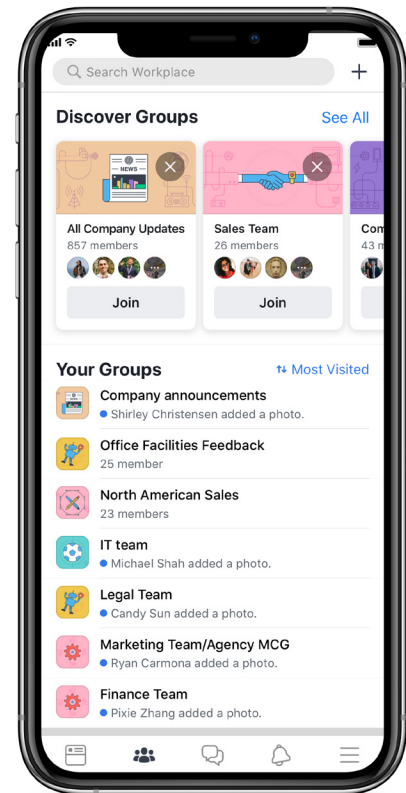 Search Workplace
Discover Groups
See All
NEWS
All Company Updates
857 members
Join
Sales Team
26 members
Join
Com
43 m
Your Groups
Most Visited
Company announcements
Shirley Christensen added a photo.
Office Facilities Feedback
25 member
North American Sales
23 members
IT team
Michael Shah added a photo.
Legal Team
Candy Sun added a photo.
Marketing Team/Agency MCG
Ryan Carmona added a photo.
Finance Team
Pixie Zhang added a photo.